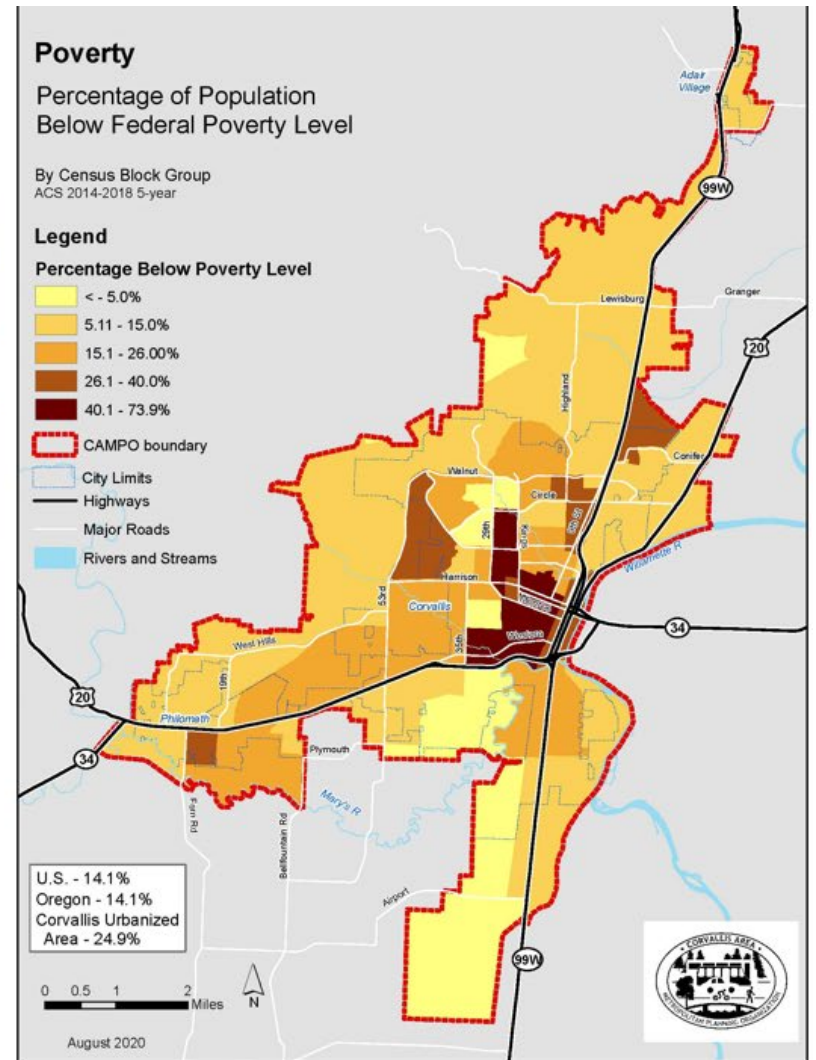 Poverty
Percentage of Population
Below Federal Poverty Level
By Census Block Group
ACS 2014-2018 5-year
Legend
Percentage Below Poverty Level
< - 5.0%
5.11 - 15.0%
15.1 - 26.00%
26.1 - 40.0%
40.1 - 73.9%
CAMPO boundary
City Limits
Highways
Major Roads
Rivers and Streams
Adair
Village
99W
Lewisburg
Granger
20
Highland
Conifer
Walnut
Circle
9th St
29th
Kings
Harrison
Willamette R
53rd
Corvallis
35th
Western
34
West Hills
19th
20
Philomath
34
Plymouth
Mary's R
Fern Rd
Bellfountain Rd
Airport
99W
U.S. - 14.1%
Oregon - 14.1%
Corvallis Urbanized
Area - 24.9%
0 0.5 1 2
Miles
N
August 2020
CORVALLIS AREA
METROPOLITAN PLANNING ORGANIZATION